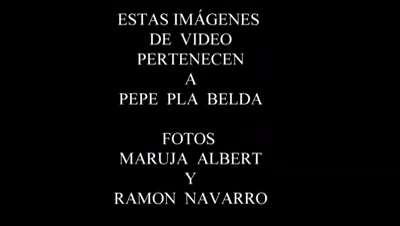 ESTAS IMÁGENES
DE VIDEO
PERTENECEN
A
PEPE PLA BELDA
FOTOS
MARUJA ALBERT
Y
RAMON NAVARRO